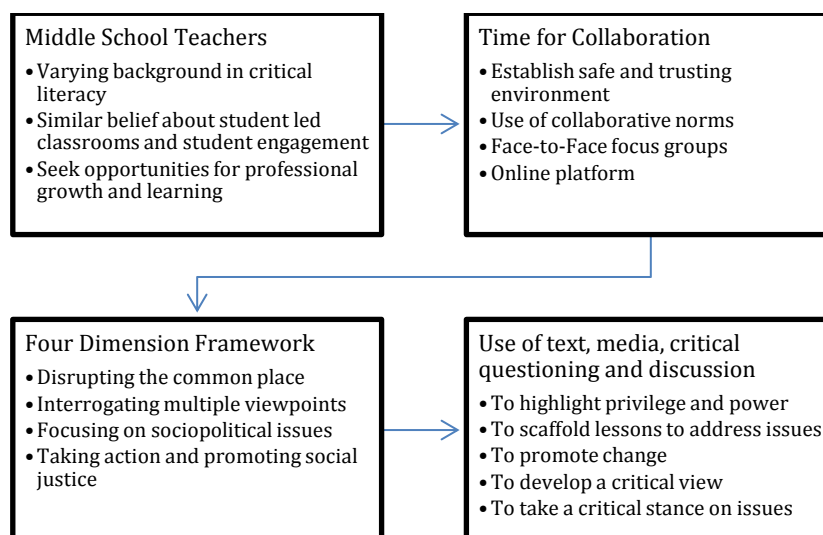 Middle School Teachers
•Varying background in critical
literacy
•Similar belief about student led
classrooms and student engagement
•Seek opportunities for professional
growth and learning
Time for Collaboration
•Establish safe and trusting
environment
•Use of collaborative norms
•Face-to-Face focus groups
•Online platform
Four Dimension Framework
•Disrupting the common place
•Interrogating multiple viewpoints
•Focusing on sociopolitical issues
•Taking action and promoting social
justice
Use of text, media, critical
questioning and discussion
•To highlight privilege and power
•To scaffold lessons to address issues
•To promote change
•To develop a critical view
•To take a critical stance on issues